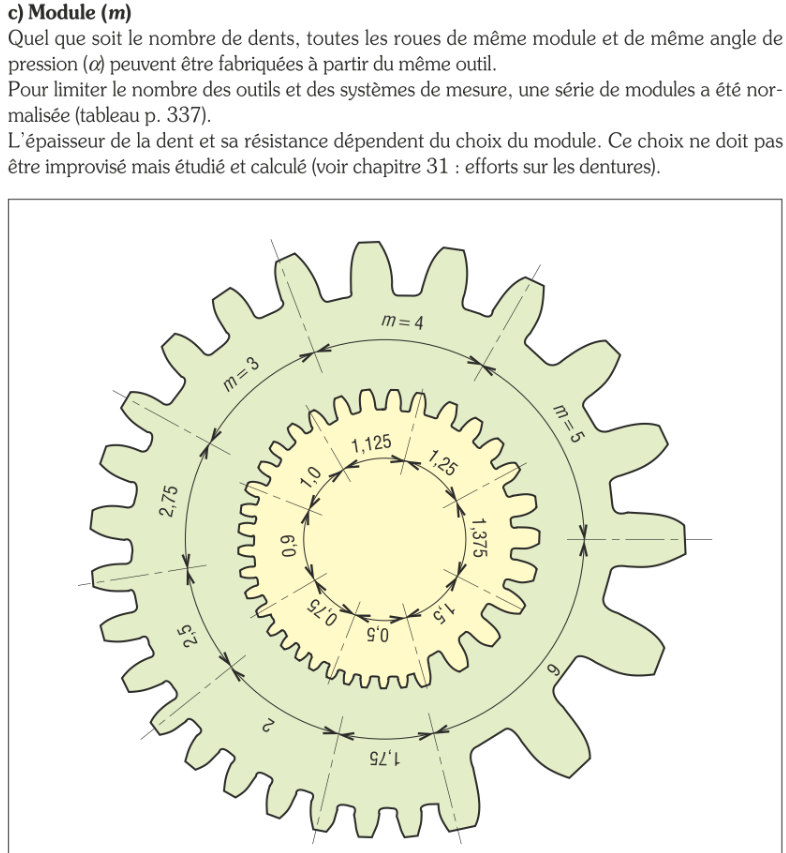 c) Module (m)
Quel que soit le nombre de dents, toutes les roues de même module et de même angle de
pression (α) peuvent être fabriquées à partir du même outil.
Pour limiter le nombre des outils et des systèmes de mesure, une série de modules a été nor-
malisée (tableau p. 337).
L'épaisseur de la dent et sa résistance dépendent du choix du module. Ce choix ne doit pas
être improvisé mais étudié et calculé (voir chapitre 31 : efforts sur les dentures).
m = 4
m = 3
m = 5
2,75
2,5
2
1,75
6
1,125
1,25
1,0
1,375
0,9
0,75
0,5
1,5